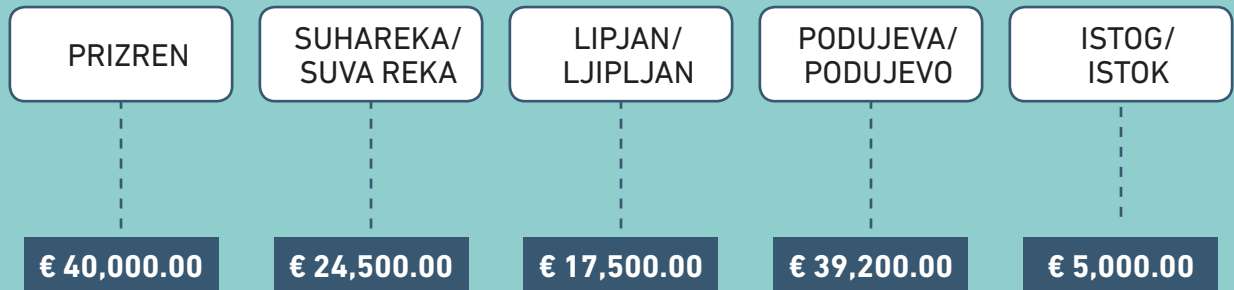 PRIZREN
SUHAREKA/
SUVA REKA
LIPJAN/
LJIPLJAN
PODUJEVA/
PODUJEVO
ISTOG/
ISTOK
€ 40,000.00
€ 24,500.00
€ 17,500.00
€ 39,200.00
€ 5,000.00